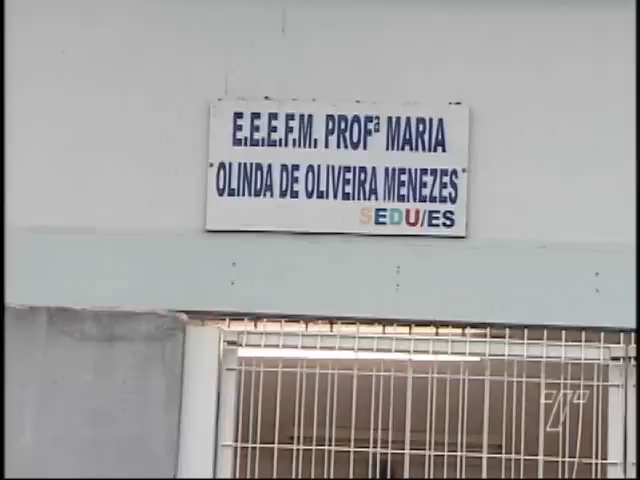 E.E.E.F.M. PROFª MARIA
OLINDA DE OLIVEIRA MENEZES
SEDU/ES